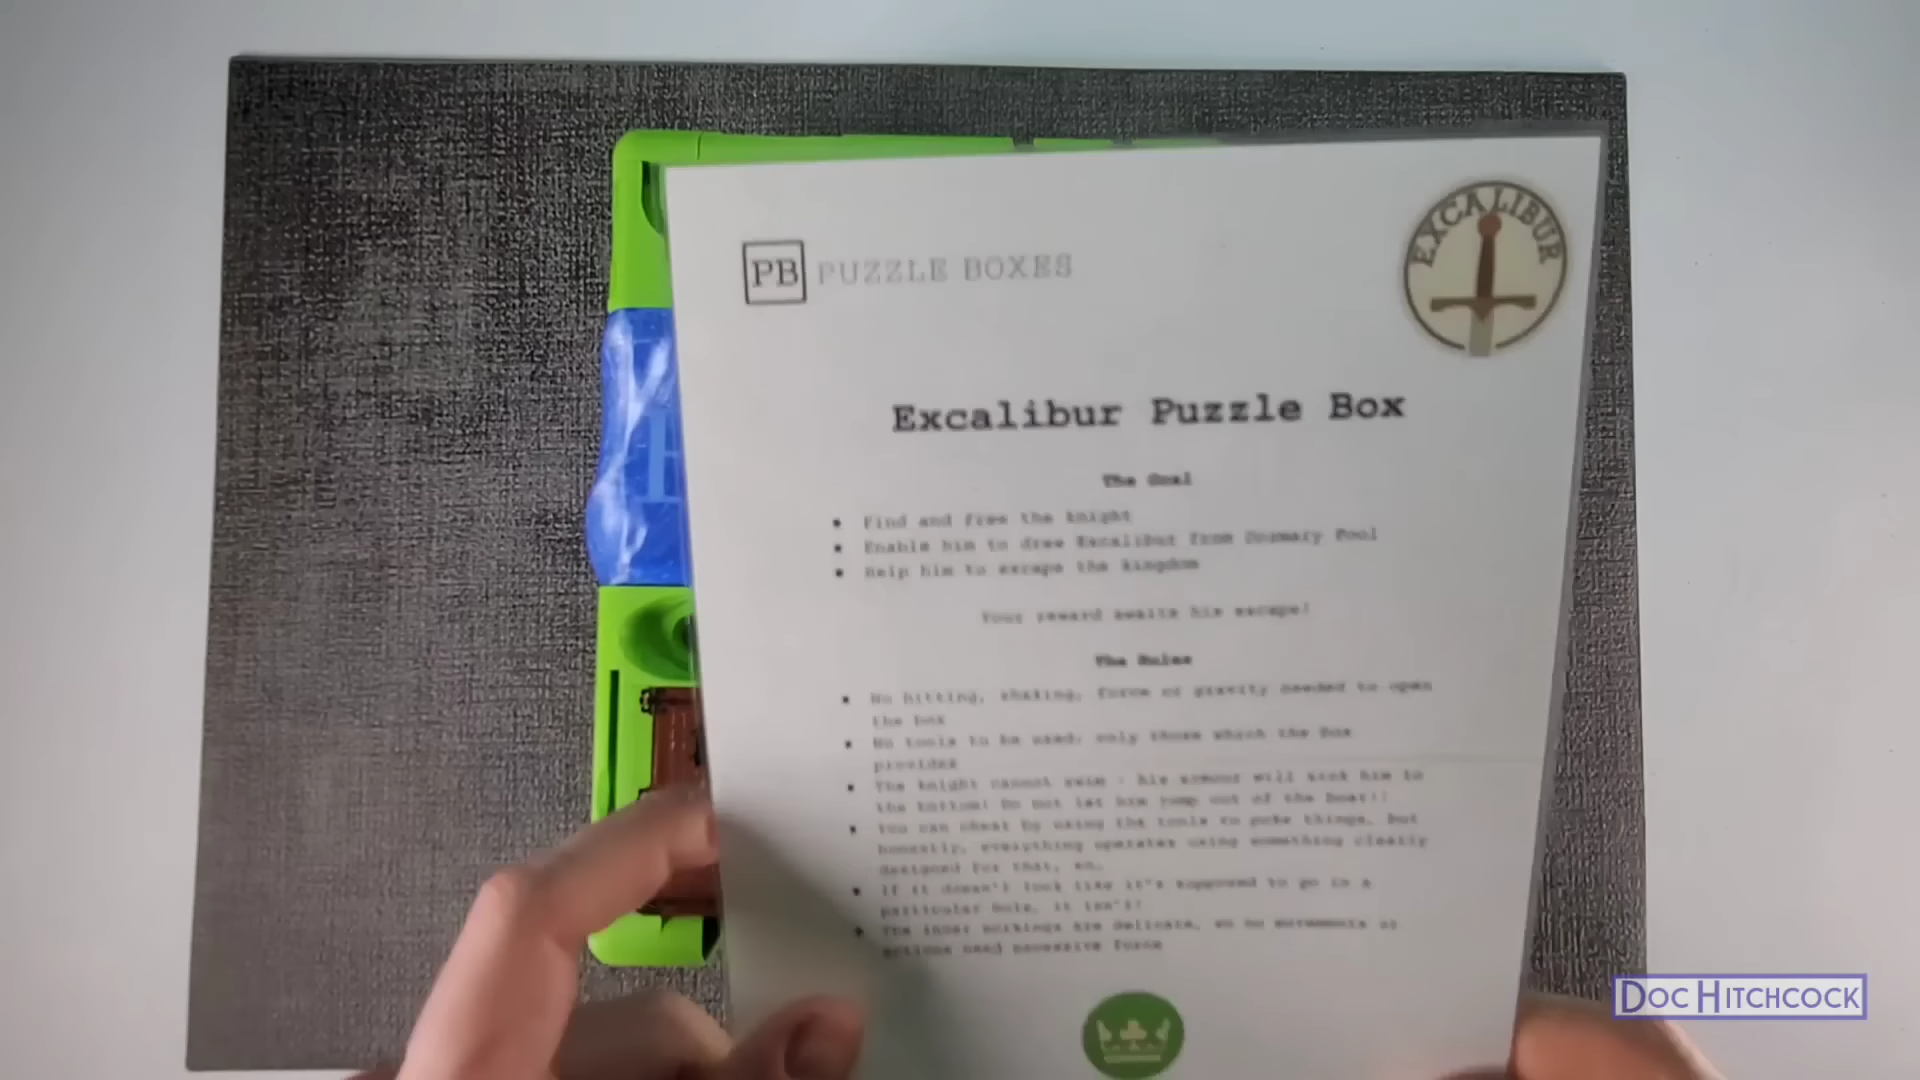 EXCALIBUR
PB PUZZLE BOXES
Excalibur Puzzle Box
The Goal
• Find and free the knight
• Enable him to draw Excalibur from Dozmary Pool
• Help him to escape the kingdom
Your reward awaits his escape!
The Rules
• No hitting, shaking, force or gravity needed to open
the box
• No tools to be used, only those which the box
provides
• The knight cannot swim - his armour will sink him to
the bottom! Do not let him jump out of the boat!!
• You can cheat by using the tools to poke things, but
honestly, everything operates using something clearly
designed for that, so.
• If it doesn't look like it's supposed to go in a
particular hole, it isn't!
• The inner workings are delicate, so no movements or
actions need excessive force
DOC HITCHCOCK